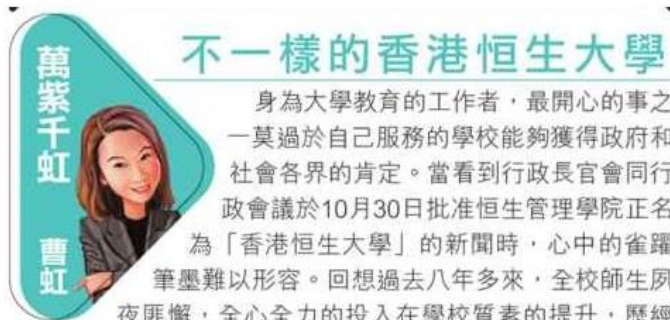 萬紫千虹
曹虹
不一樣的香港恒生大學
身為大學教育的工作者，最開心的事之
一莫過於自己服務的學校能夠獲得政府和
社會各界的肯定。當看到行政長官會同行
政會議於10月30日批准恒生管理學院正名
為「香港恒生大學」的新聞時，心中的雀躍
筆墨難以形容。回想過去八年多來，全校師生夙
夜匪懈，全心全力的投入在學校質素的提升，歷經